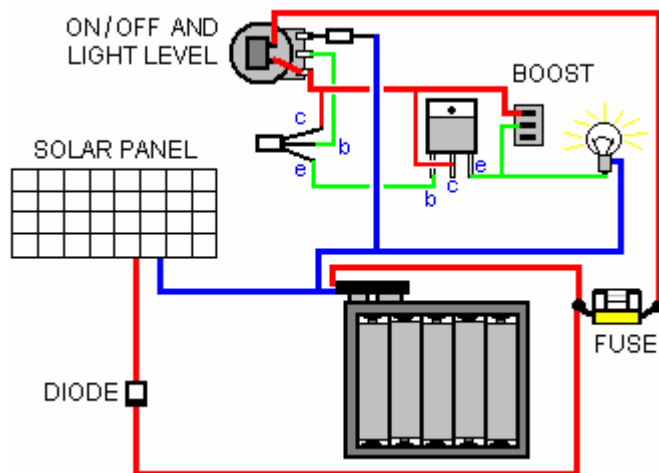 ON/OFF AND
LIGHT LEVEL
BOOST
SOLAR PANEL
c
b
e
b
c
e
DIODE
FUSE